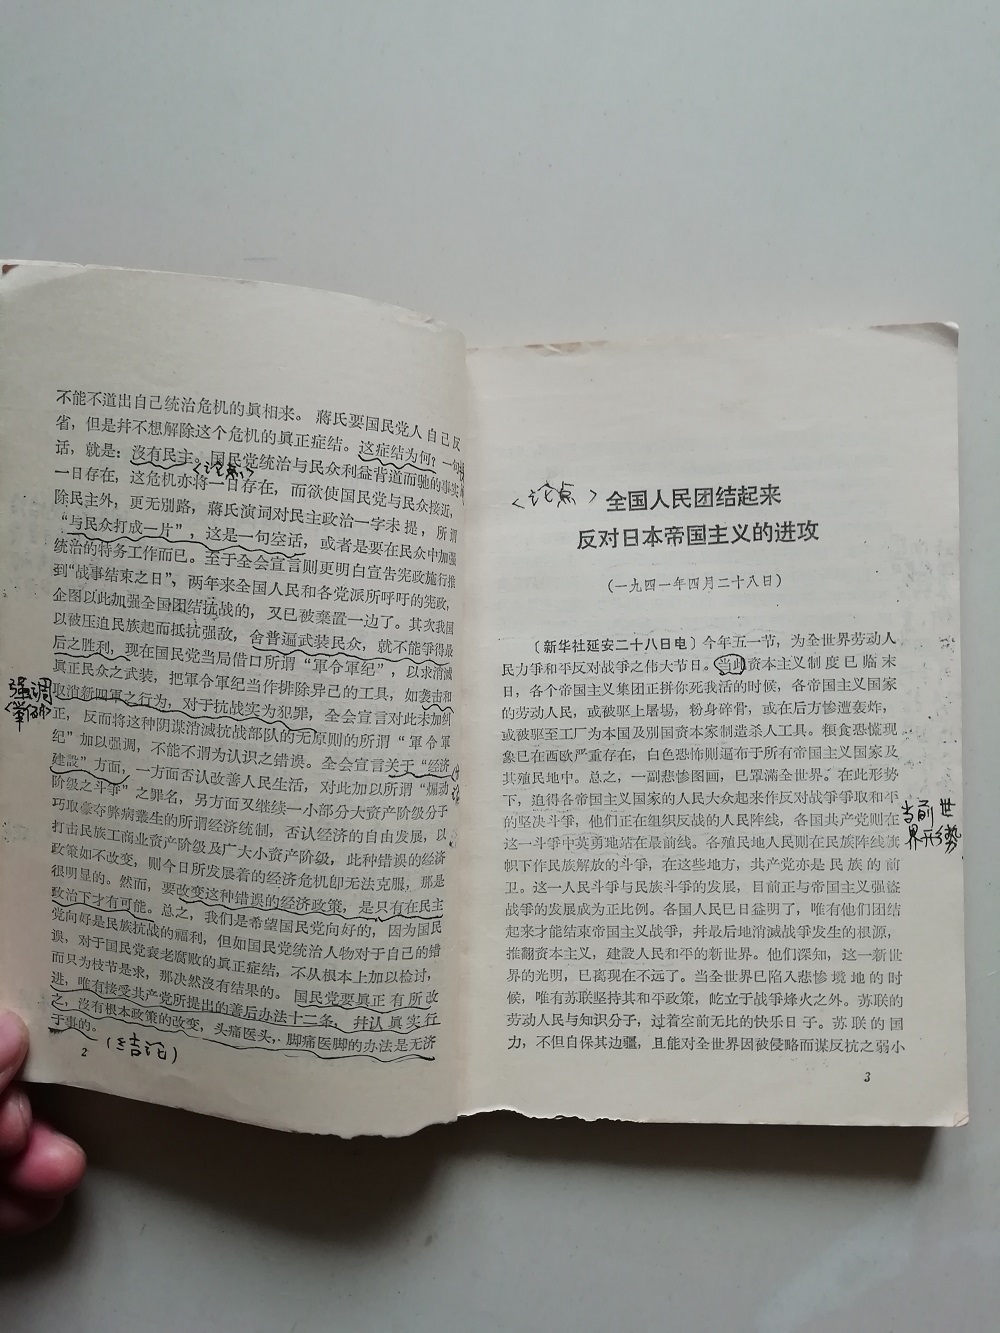 不能不道出自己统治危机的眞相来。蔣氏要国民党人自己反
省，但是幷不想解除这个危机的眞正症结。这症结为何？一句
话，就是：沒有民主。国民党统治与民众利益背道而驰的事实
〈论点〉
一日存在，这危机亦将一日存在，而欲使国民党与民众接近，
除民主外，更无别路，蔣氏演词对民主政治一字未提，所谓
“与民众打成一片”，这是一句空话，或者是要在民众中加强
统治的特务工作而已。至于全会宣言则更明白宣吿宪政施行推
到“战事结束之日”，两年来全国人民和各党派所呼吁的宪政，
企图以此加强全国团结抗战的，又巳被棄置一边了。其次我国
以被压迫民族起而抵抗强敌，舍普遍武装民众，就不能爭得最
后之胜利，现在国民党当局借口所谓“軍令軍纪”，以求消滅
眞正民众之武装，把軍令軍纪当作排除异己的工具，如袭击和
强调
取消新四軍之行为，对于抗战实为犯罪，全会宣言对此未加纠
〈举例〉
正，反而将这种阴谋消滅抗战部队的无原则的所谓“軍令軍
纪”加以强调，不能不谓为认识之错误。全会宣言关于“经济
建設”方面，一方面否认改善人民生活，对此加以所谓“煽动
阶级之斗爭”之罪名，另方面又继续一小部分大资产阶级分子
巧取豪夺弊病叢生的所谓经济统制，否认经济的自由发展，以
打击民族工商业资产阶级及广大小资产阶级，此种错误的经济
政策如不改变，则今日所发展着的经济危机卽无法克服，那是
很明显的。然而，要改变这种错误的经济政策，是只有在民主
政治下才有可能。总之，我们是希望国民党向好的，因为国民
党向好是民族抗战的福利，但如国民党统治人物对于自己的错
误，对于国民党衰老腐败的眞正症结，不从根本上加以检讨，
而只为枝节是求，那决然沒有结果的。国民党要眞正有所改
进，唯有接受共产党所提出的善后办法十二条，幷认眞实行
之，沒有根本政策的改变，头痛医头，脚痛医脚的办法是无济
于事的。
（结论）
2
〈论点〉
全国人民团结起来
反对日本帝国主义的进攻
（一九四一年四月二十八日）
〔新华社延安二十八日电〕今年五一节，为全世界劳动人
民力爭和平反对战爭之伟大节日。当此资本主义制度巳临末
日，各个帝国主义集团正拼你死我活的时候，各帝国主义国家
的劳动人民，或被驱上屠場，粉身碎骨，或在后方惨遭轰炸，
或被驱至工厂为本国及别国资本家制造杀人工具。粮食恐慌现
象巳在西欧严重存在，白色恐怖则逼布于所有帝国主义国家及
其殖民地中。总之，一副悲惨图画，巳罩滿全世界。在此形势
下，迫得各帝国主义国家的人民大众起来作反对战爭爭取和平
当前世
的坚决斗爭，他们正在组织反战的人民阵线，各国共产党则在
界形势
这一斗爭中英勇地站在最前线。各殖民地人民则在民族阵线旗
帜下作民族解放的斗爭，在这些地方，共产党亦是民族的前
卫。这一人民斗爭与民族斗爭的发展，目前正与帝国主义强盜
战爭的发展成为正比例。各国人民巳日益明了，唯有他们团结
起来才能结束帝国主义战爭，幷最后地消滅战爭发生的根源，
推翻资本主义，建設人民和平的新世界。他们深知，这一新世
界的光明，巳离现在不远了。当全世界巳陷入悲惨境地的时
候，唯有苏联坚持其和平政策，屹立于战爭烽火之外。苏联的
劳动人民与知识分子，过着空前无比的快乐日子。苏联的国
力，不但自保其边疆，且能对全世界因被侵略而谋反抗之弱小
3